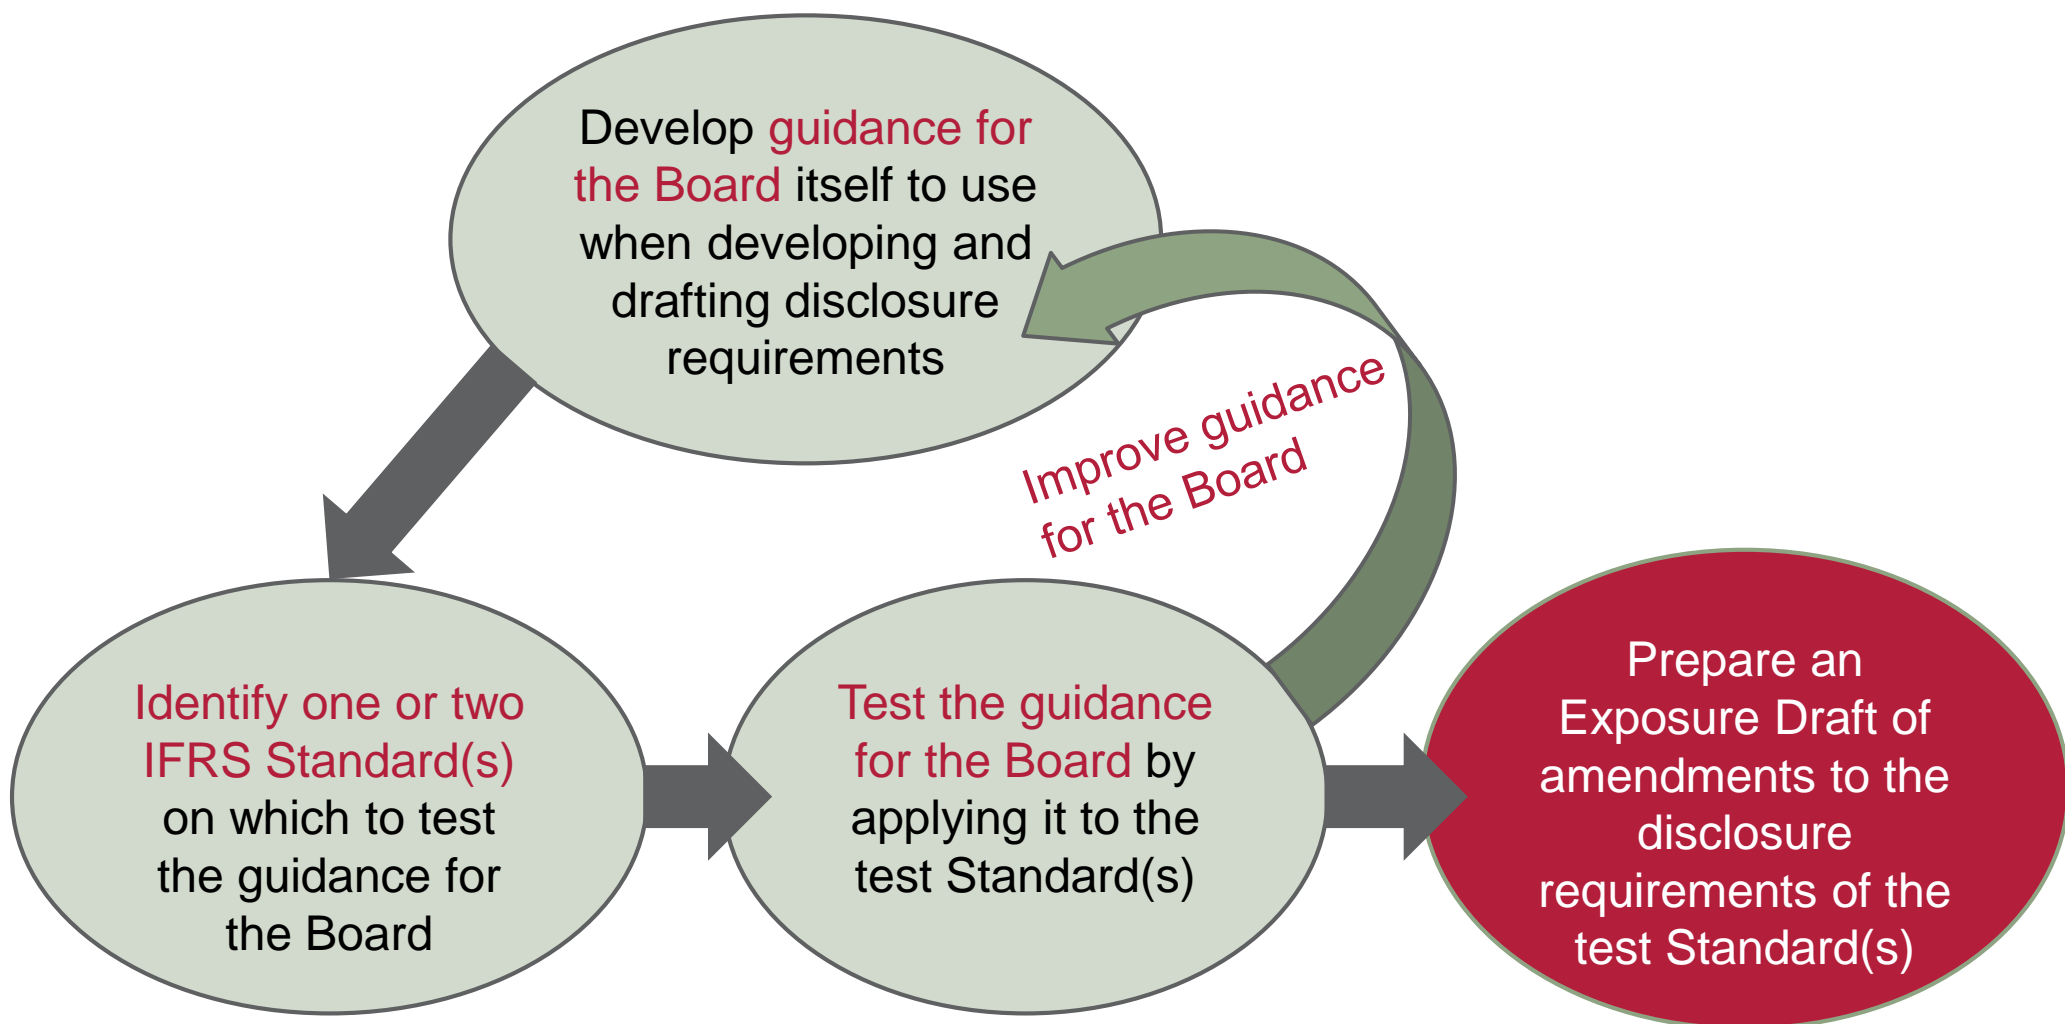 Develop guidance for
the Board itself to use
when developing and
drafting disclosure
requirements
Improve guidance
for the Board
Identify one or two
IFRS Standard(s)
on which to test
the guidance for
the Board
Test the guidance
for the Board by
applying it to the
test Standard(s)
Prepare an
Exposure Draft of
amendments to the
disclosure
requirements of the
test Standard(s)